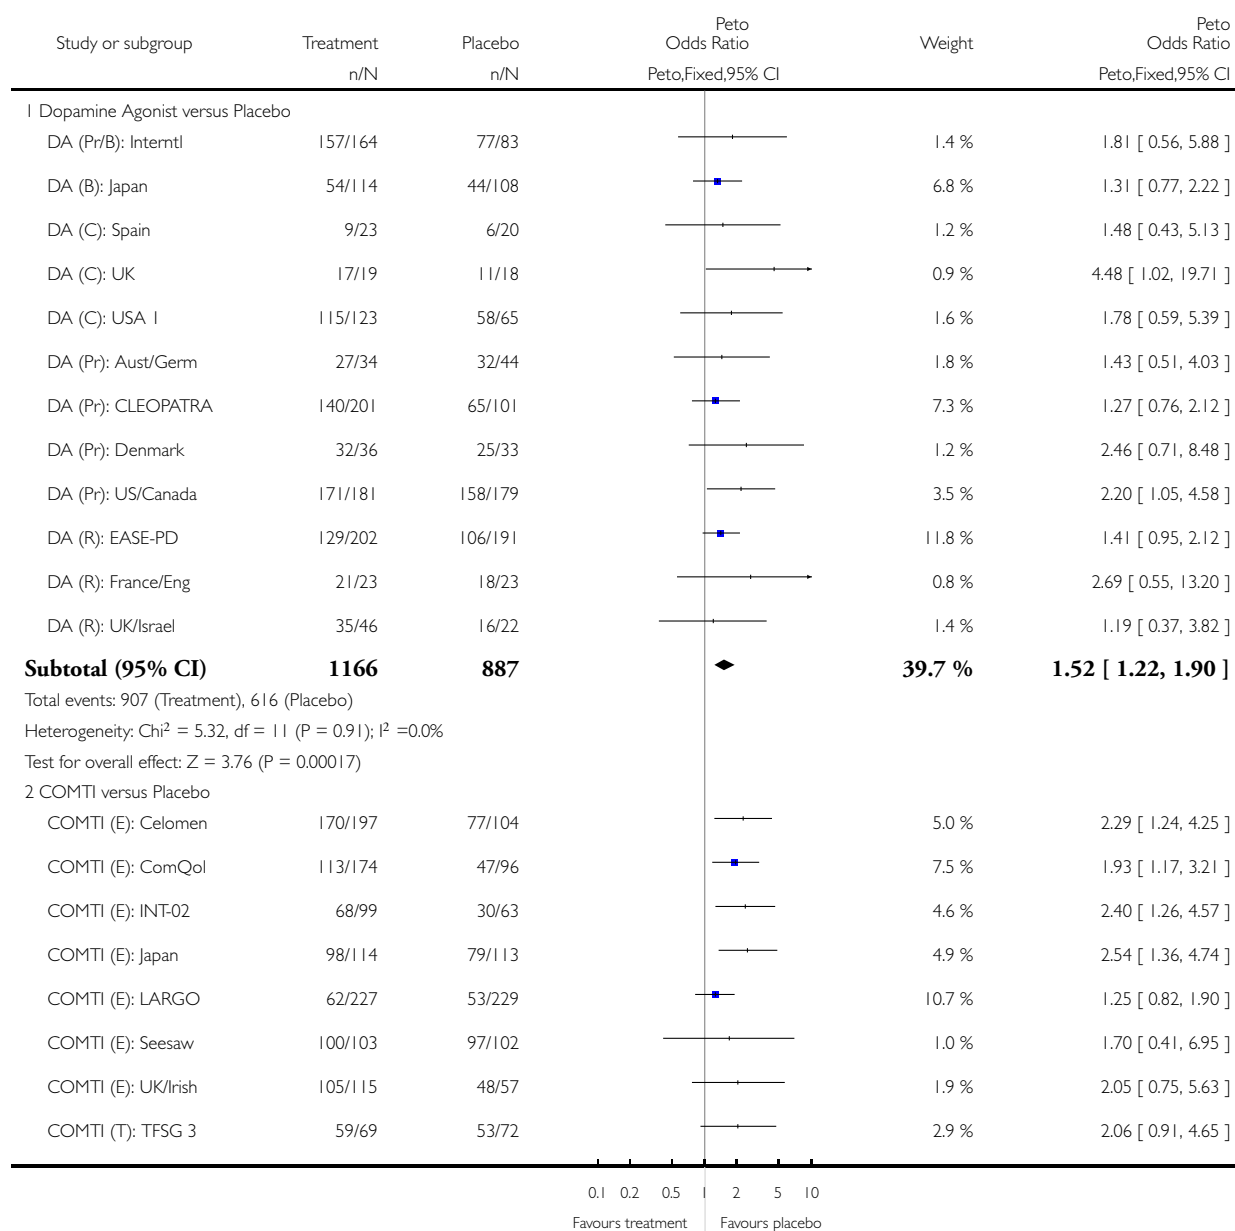 Study or subgroup Treatment Placebo Peto Odds Ratio Weight Peto Odds Ratio
n/N n/N Peto,Fixed,95% CI Peto,Fixed,95% CI
1 Dopamine Agonist versus Placebo
DA (Pr/B): Interntl 157/164 77/83 1.4 % 1.81 [ 0.56, 5.88 ]
DA (B): Japan 54/114 44/108 6.8 % 1.31 [ 0.77, 2.22 ]
DA (C): Spain 9/23 6/20 1.2 % 1.48 [ 0.43, 5.13 ]
DA (C): UK 17/19 11/18 0.9 % 4.48 [ 1.02, 19.71 ]
DA (C): USA 1 115/123 58/65 1.6 % 1.78 [ 0.59, 5.39 ]
DA (Pr): Aust/Germ 27/34 32/44 1.8 % 1.43 [ 0.51, 4.03 ]
DA (Pr): CLEOPATRA 140/201 65/101 7.3 % 1.27 [ 0.76, 2.12 ]
DA (Pr): Denmark 32/36 25/33 1.2 % 2.46 [ 0.71, 8.48 ]
DA (Pr): US/Canada 171/181 158/179 3.5 % 2.20 [ 1.05, 4.58 ]
DA (R): EASE-PD 129/202 106/191 11.8 % 1.41 [ 0.95, 2.12 ]
DA (R): France/Eng 21/23 18/23 0.8 % 2.69 [ 0.55, 13.20 ]
DA (R): UK/Israel 35/46 16/22 1.4 % 1.19 [ 0.37, 3.82 ]
Subtotal (95% CI) 1166 887 39.7 % 1.52 [ 1.22, 1.90 ]
Total events: 907 (Treatment), 616 (Placebo)
Heterogeneity: Chi² = 5.32, df = 11 (P = 0.91); I² =0.0%
Test for overall effect: Z = 3.76 (P = 0.00017)
2 COMTI versus Placebo
COMTI (E): Celomen 170/197 77/104 5.0 % 2.29 [ 1.24, 4.25 ]
COMTI (E): ComQol 113/174 47/96 7.5 % 1.93 [ 1.17, 3.21 ]
COMTI (E): INT-02 68/99 30/63 4.6 % 2.40 [ 1.26, 4.57 ]
COMTI (E): Japan 98/114 79/113 4.9 % 2.54 [ 1.36, 4.74 ]
COMTI (E): LARGO 62/227 53/229 10.7 % 1.25 [ 0.82, 1.90 ]
COMTI (E): Seesaw 100/103 97/102 1.0 % 1.70 [ 0.41, 6.95 ]
COMTI (E): UK/Irish 105/115 48/57 1.9 % 2.05 [ 0.75, 5.63 ]
COMTI (T): TFSG 3 59/69 53/72 2.9 % 2.06 [ 0.91, 4.65 ]
0.1 0.2 0.5 1 2 5 10
Favours treatment Favours placebo